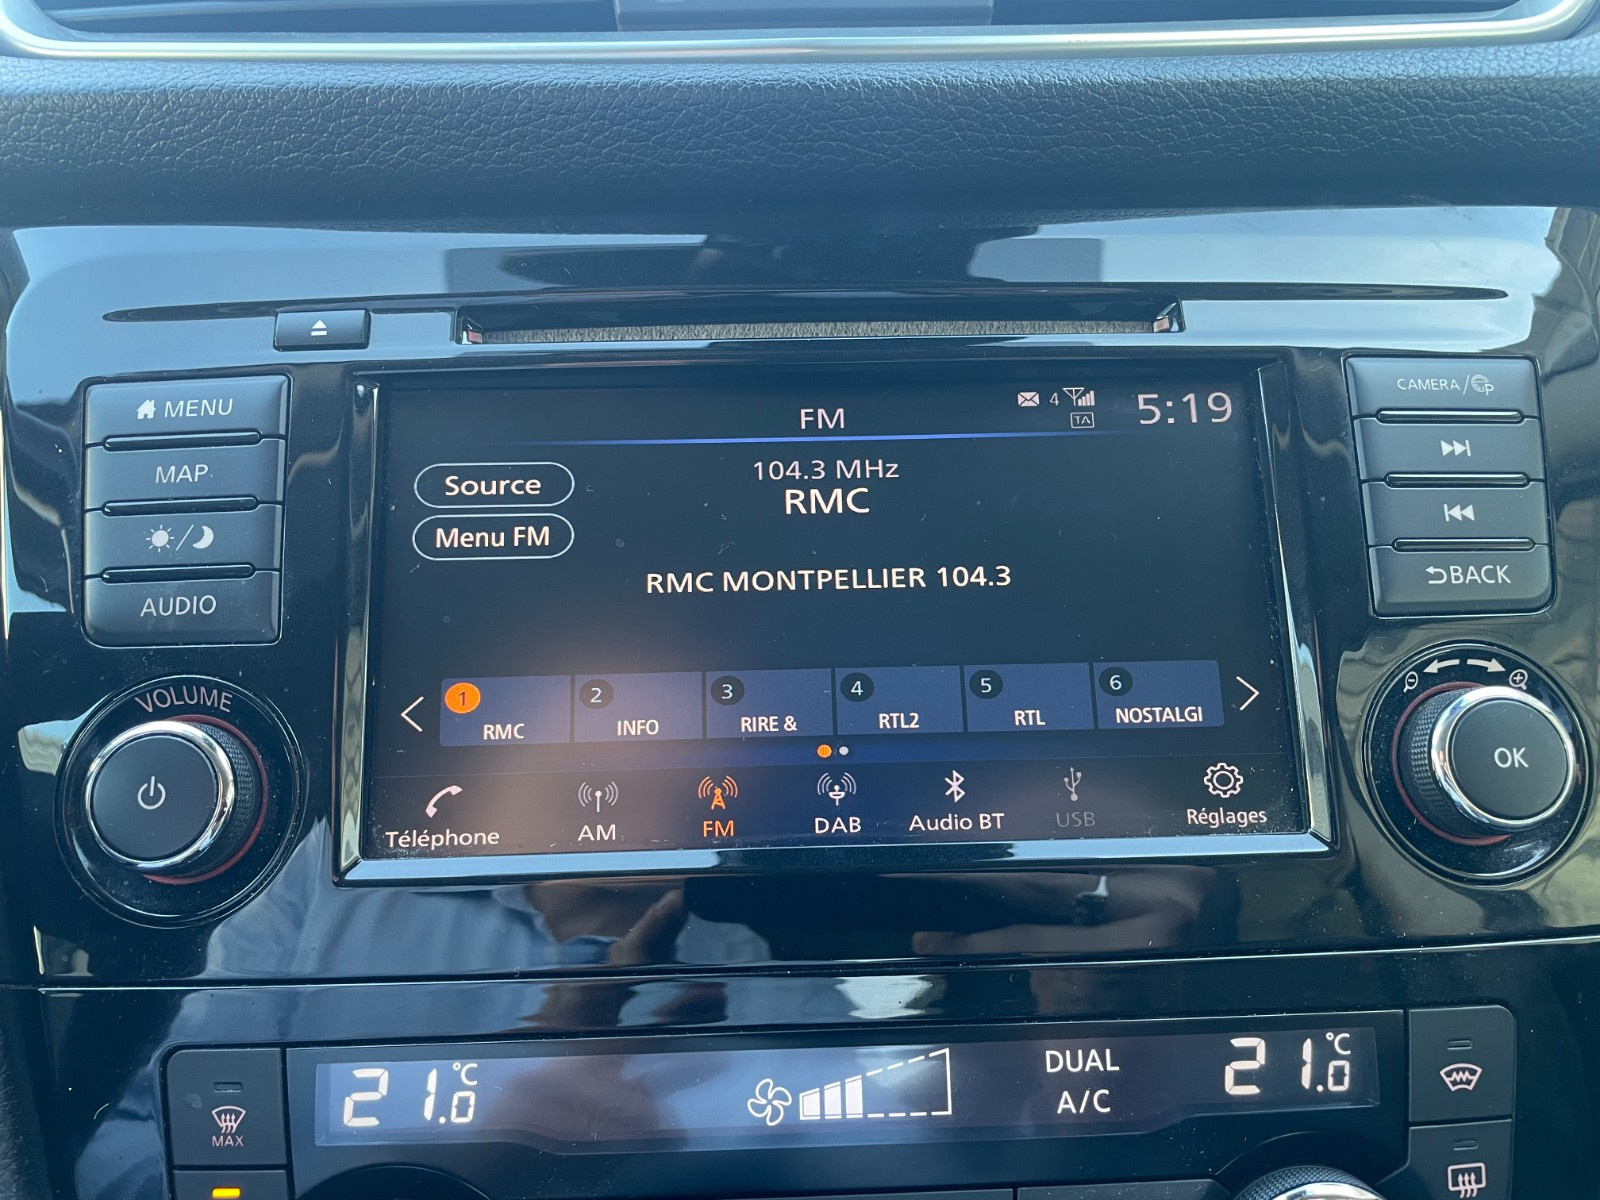 MENU
MAP
AUDIO
VOLUME
FM
4
TA
5:19
Source
Menu FM
104.3 MHz
RMC
RMC MONTPELLIER 104.3
1 RMC
2 INFO
3 RIRE &
4 RTL2
5 RTL
6 NOSTALGI
Téléphone
AM
FM
DAB
Audio BT
USB
Réglages
CAMERA/
BACK
OK
MAX
21.0 °C
DUAL
A/C
21.0 °C